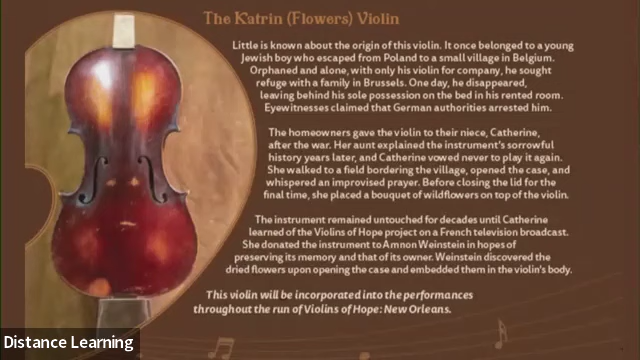 The Katrin (Flowers) Violin
Little is known about the origin of this violin. It once belonged to a young
Jewish boy who escaped from Poland to a small village in Belgium.
Orphaned and alone, with only his violin for company, he sought
refuge with a family in Brussels. One day, he disappeared,
leaving behind his sole possession on the bed in his rented room.
Eyewitnesses claimed that German authorities arrested him.
The homeowners gave the violin to their niece, Catherine,
after the war. Her aunt explained the instrument's sorrowful
history years later, and Catherine vowed never to play it again.
She walked to a field bordering the village, opened the case, and
whispered an improvised prayer. Before closing the lid for the
final time, she placed a bouquet of wildflowers on top of the violin.
The instrument remained untouched for decades until Catherine
learned of the Violins of Hope project on a French television broadcast.
She donated the instrument to Amnon Weinstein in hopes of
preserving its memory and that of its owner. Weinstein discovered the
dried flowers upon opening the case and embedded them in the violin's body.
This violin will be incorporated into the performances
throughout the run of Violins of Hope: New Orleans.
Distance Learning